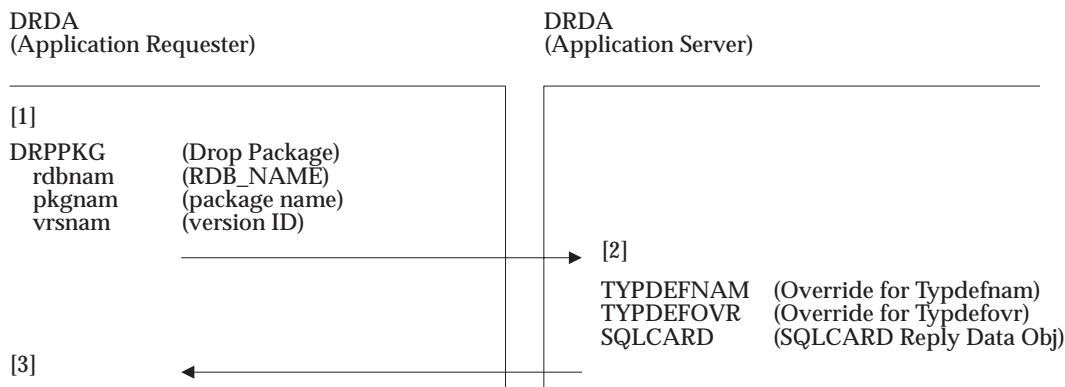 DRDA
(Application Requester)
DRDA
(Application Server)
[1]
DRPPKG (Drop Package)
rdbnam (RDB_NAME)
pkgnam (package name)
vrsnam (version ID)
[2]
TYPDEFNAM (Override for Typdefnam)
TYPDEFOVR (Override for Typdefovr)
SQLCARD (SQLCARD Reply Data Obj)
[3]